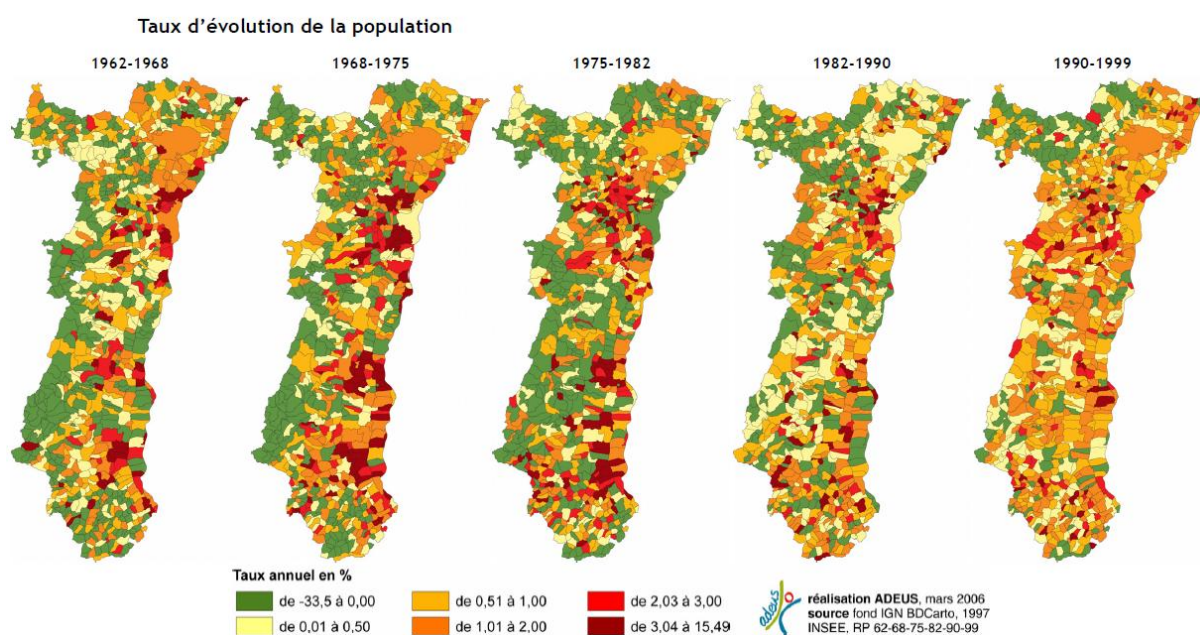 Taux d'évolution de la population
1962-1968
1968-1975
1975-1982
1982-1990
1990-1999
Taux annuel en %
de -33,5 à 0,00
de 0,51 à 1,00
de 2,03 à 3,00
de 0,01 à 0,50
de 1,01 à 2,00
de 3,04 à 15,49
adeus
réalisation ADEUS, mars 2006
source fond IGN BDCarto, 1997
INSEE, RP 62-68-75-82-90-99